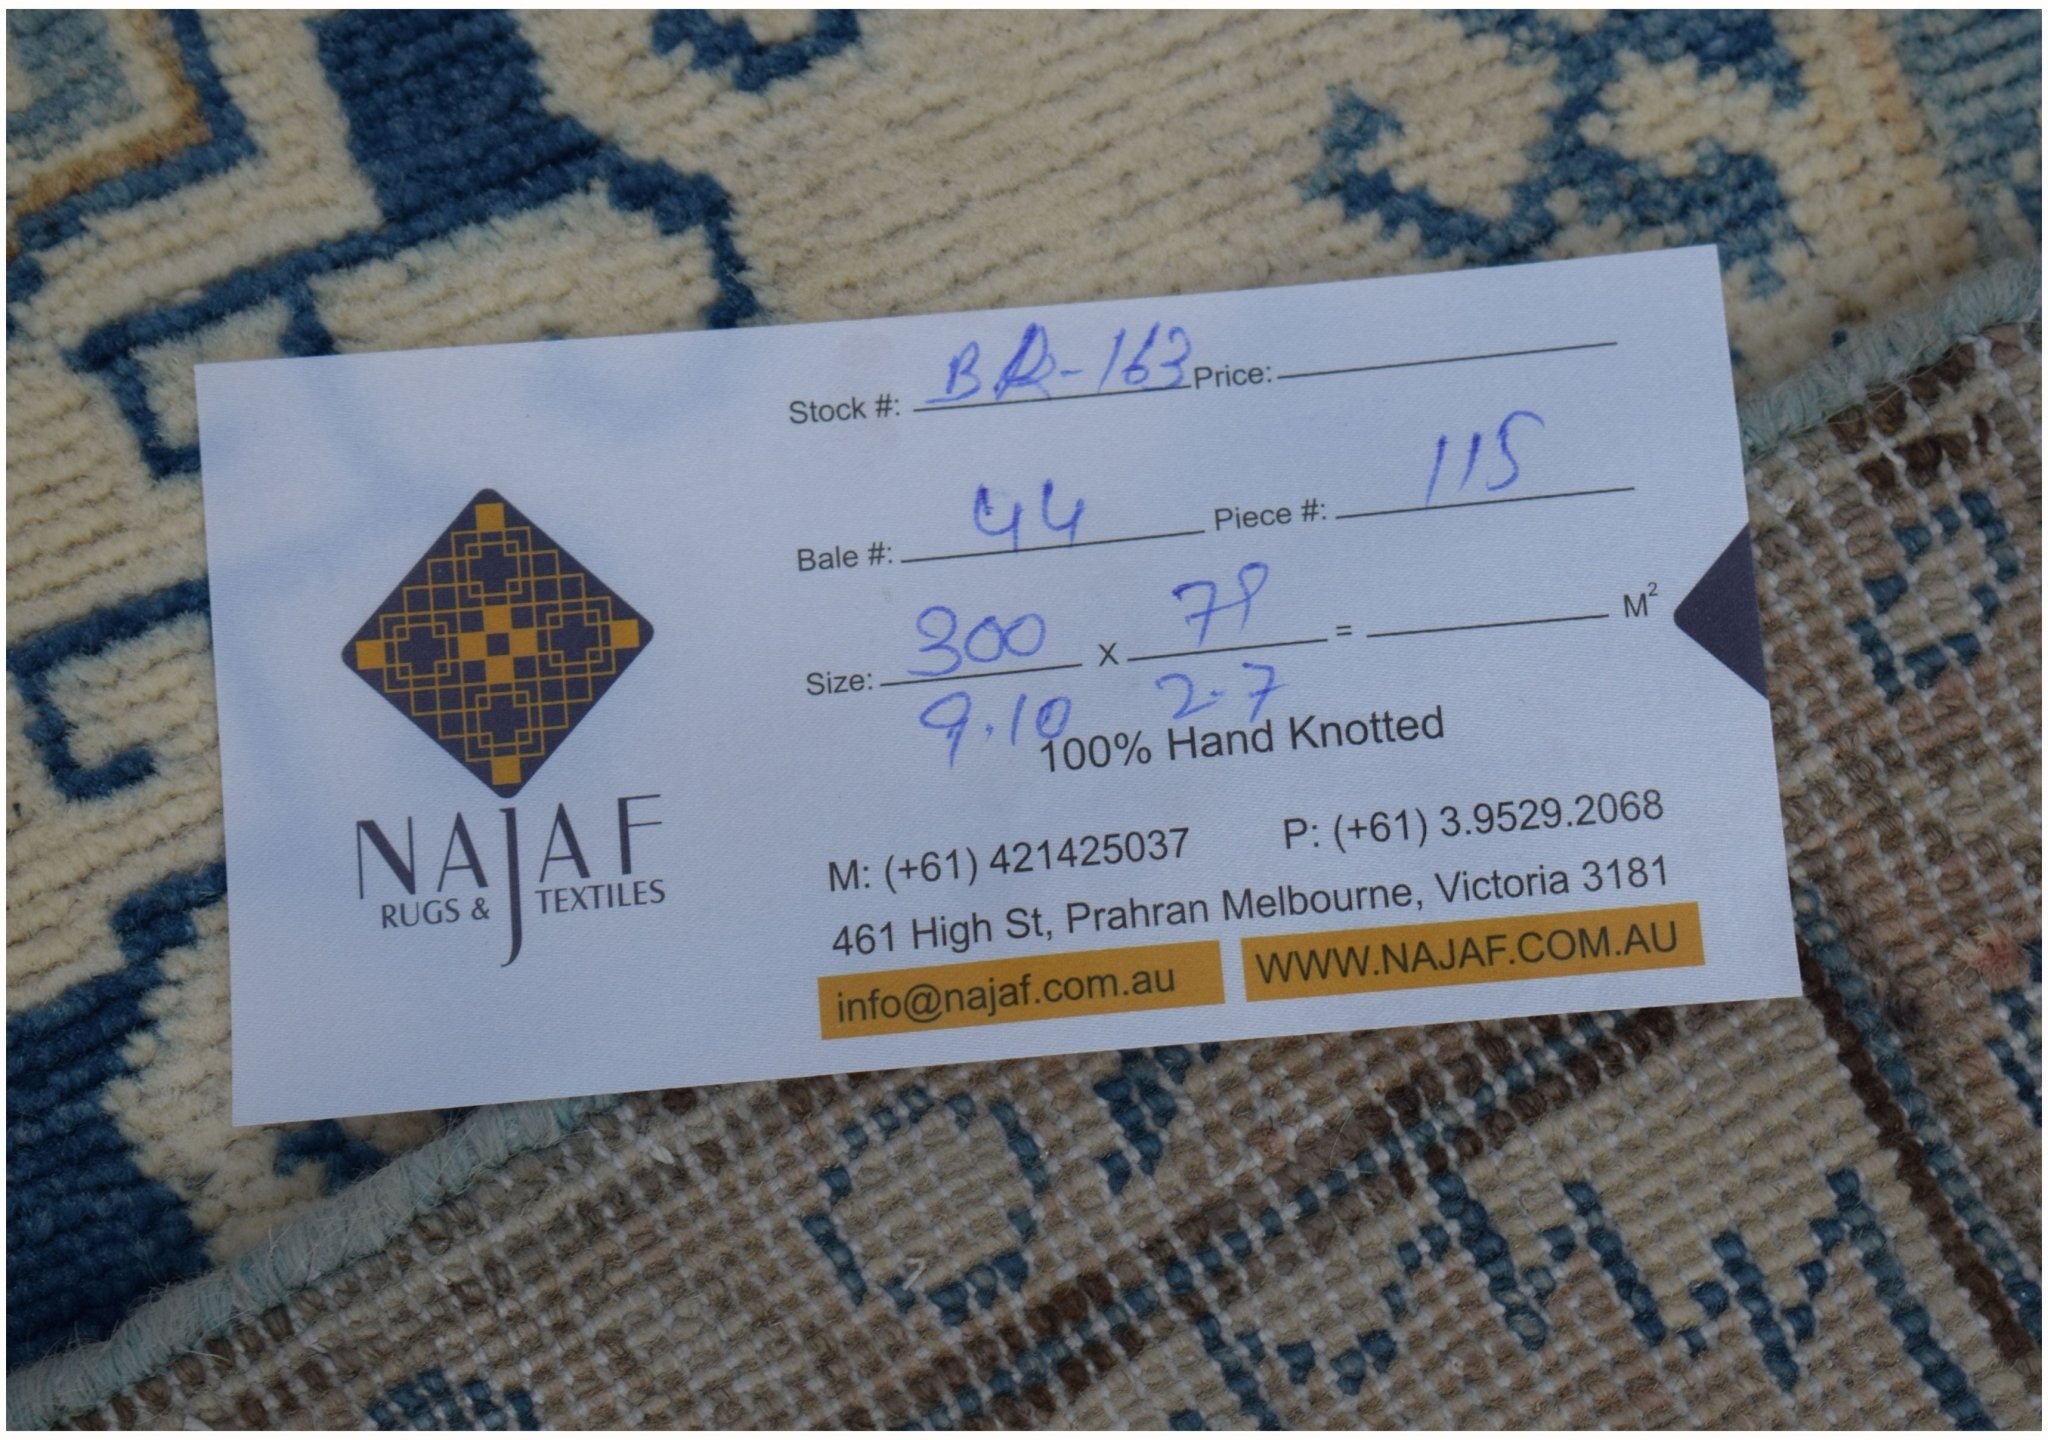 Stock #: BR-163 Price:
Bale #: 44 Piece #: 115
Size: 300 x 79 = M²
9.10 2-7
100% Hand Knotted
NAJAF
RUGS & TEXTILES
M: (+61) 421425037 P: (+61) 3.9529.2068
461 High St, Prahran Melbourne, Victoria 3181
info@najaf.com.au WWW.NAJAF.COM.AU